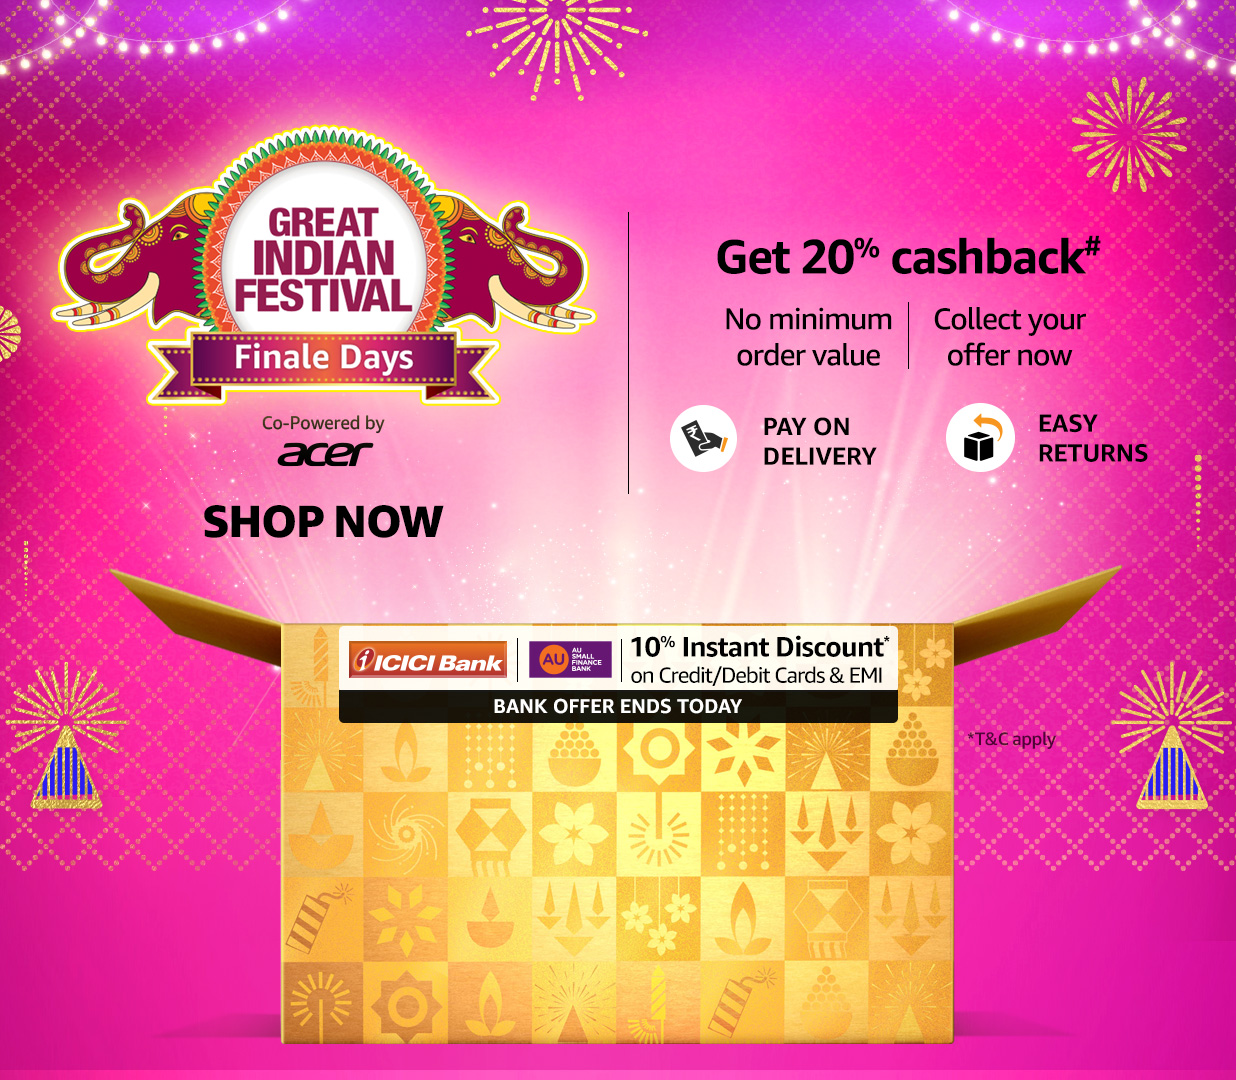 GREAT
INDIAN
FESTIVAL
Finale Days
Co-Powered by
acer
SHOP NOW
Get 20% cashback#
No minimum
order value
Collect your
offer now
PAY ON
DELIVERY
EASY
RETURNS
ICICI Bank
AU
AU
SMALL
FINANCE
BANK
10% Instant Discount*
on Credit/Debit Cards & EMI
BANK OFFER ENDS TODAY
*T&C apply